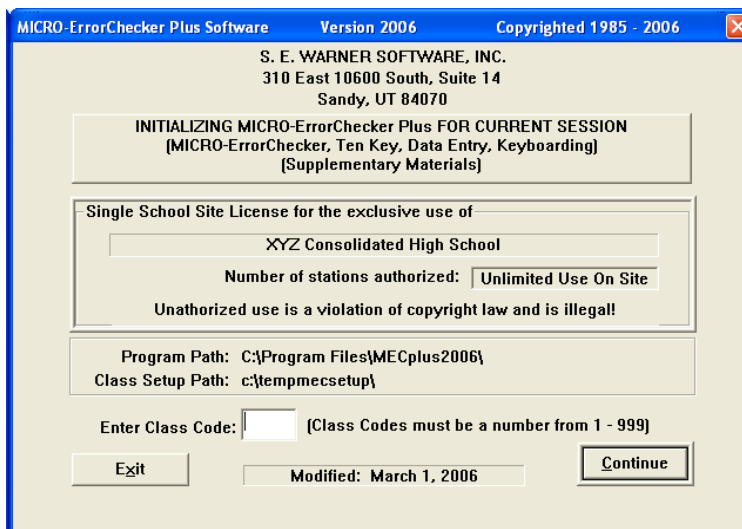 MICRO-ErrorChecker Plus Software Version 2006 Copyrighted 1985 - 2006
S. E. WARNER SOFTWARE, INC.
310 East 10600 South, Suite 14
Sandy, UT 84070
INITIALIZING MICRO-ErrorChecker Plus FOR CURRENT SESSION
(MICRO-ErrorChecker, Ten Key, Data Entry, Keyboarding)
(Supplementary Materials)
Single School Site License for the exclusive use of
XYZ Consolidated High School
Number of stations authorized: Unlimited Use On Site
Unathorized use is a violation of copyright law and is illegal!
Program Path: C:\Program Files\MECplus2006\
Class Setup Path: c:\tempmecsetup\
Enter Class Code: (Class Codes must be a number from 1 - 999)
Exit Modified: March 1, 2006 Continue